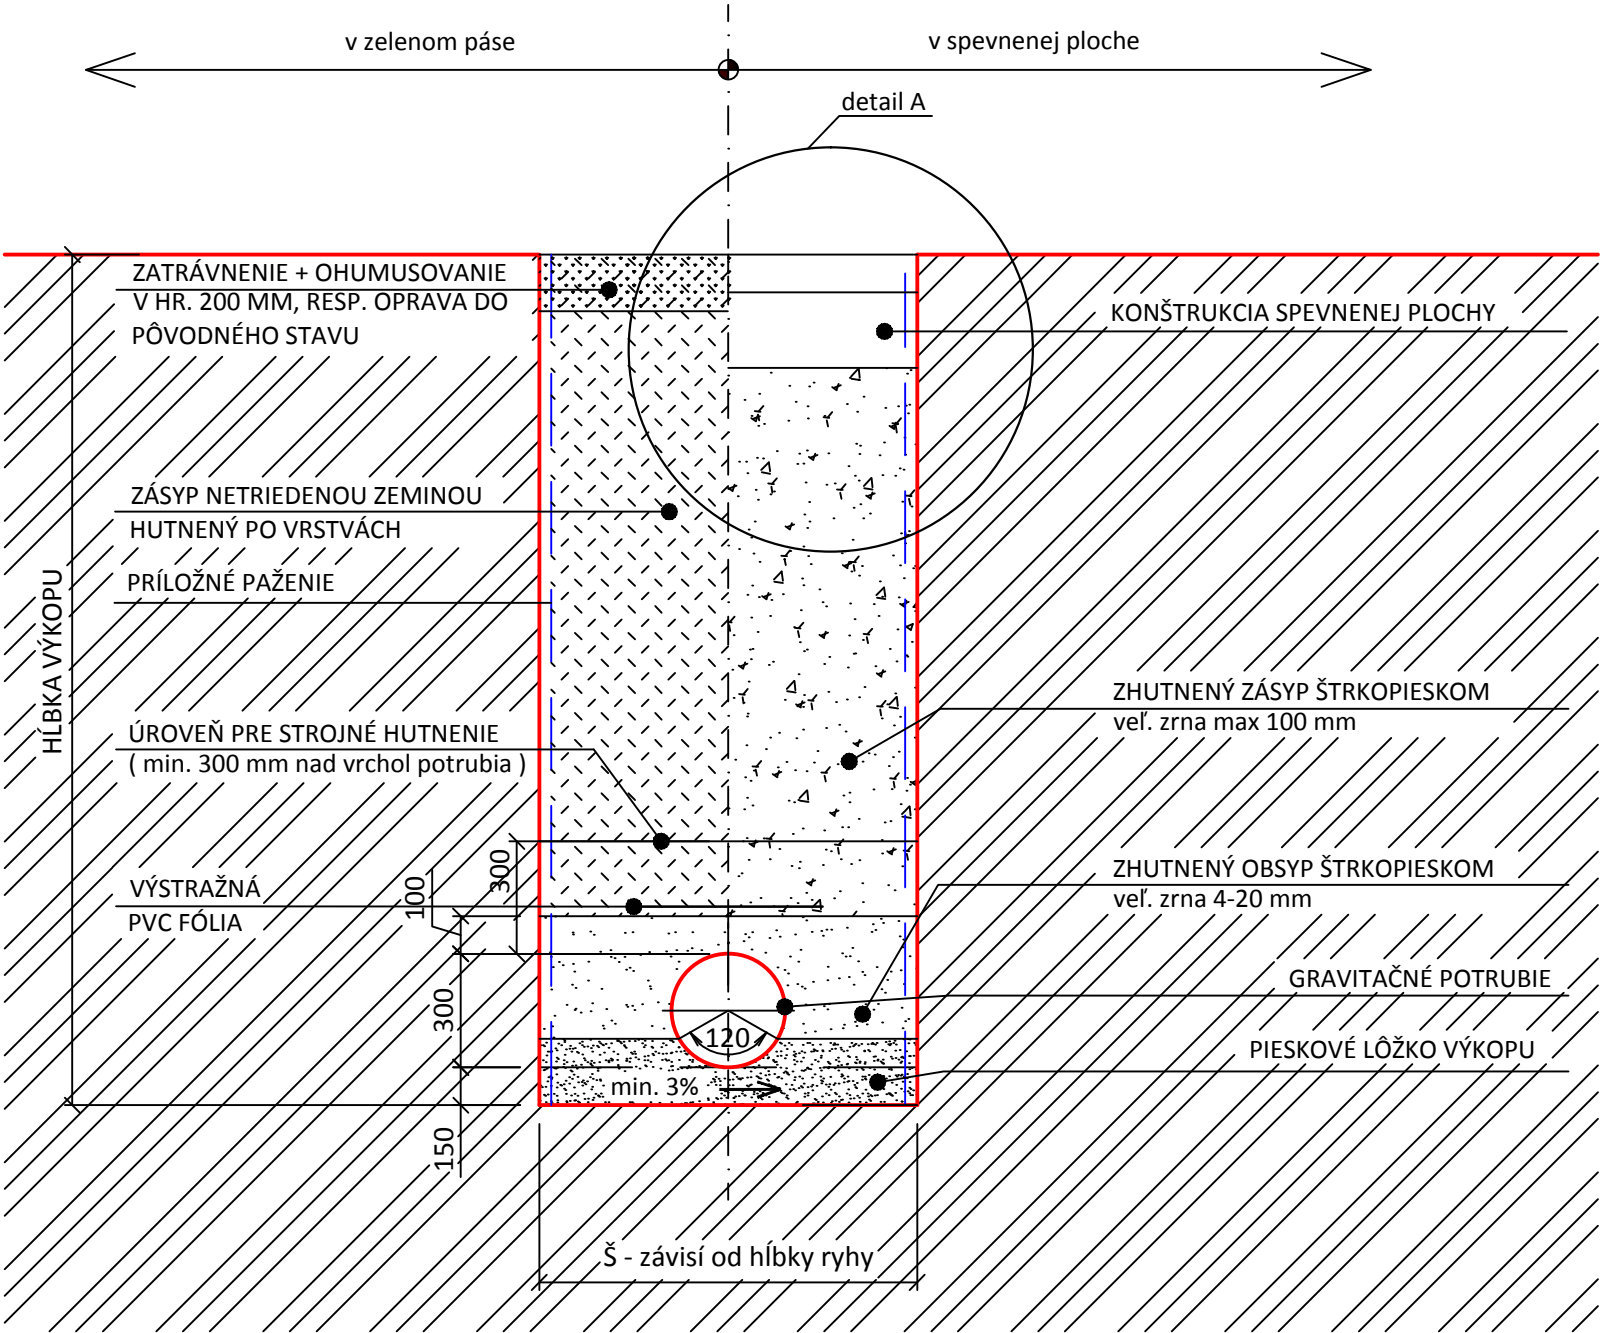 v zelenom páse
v spevnenej ploche
detail A
ZATRÁVNENIE + OHUMUSOVANIE
V HR. 200 MM, RESP. OPRAVA DO
PÔVODNÉHO STAVU
KONŠTRUKCIA SPEVNENEJ PLOCHY
ZÁSYP NETRIEDENOU ZEMINOU
HUTNENÝ PO VRSTVÁCH
PRÍLOŽNÉ PAŽENIE
HĹBKA VÝKOPU
ZHUTNENÝ ZÁSYP ŠTRKOPIESKOM
veľ. zrna max 100 mm
ÚROVEŇ PRE STROJNÉ HUTNENIE
( min. 300 mm nad vrchol potrubia )
300
100
VÝSTRAŽNÁ
PVC FÓLIA
ZHUTNENÝ OBSYP ŠTRKOPIESKOM
veľ. zrna 4-20 mm
GRAVITAČNÉ POTRUBIE
300
120
PIESKOVÉ LÔŽKO VÝKOPU
min. 3%
150
Š - závisí od hĺbky ryhy